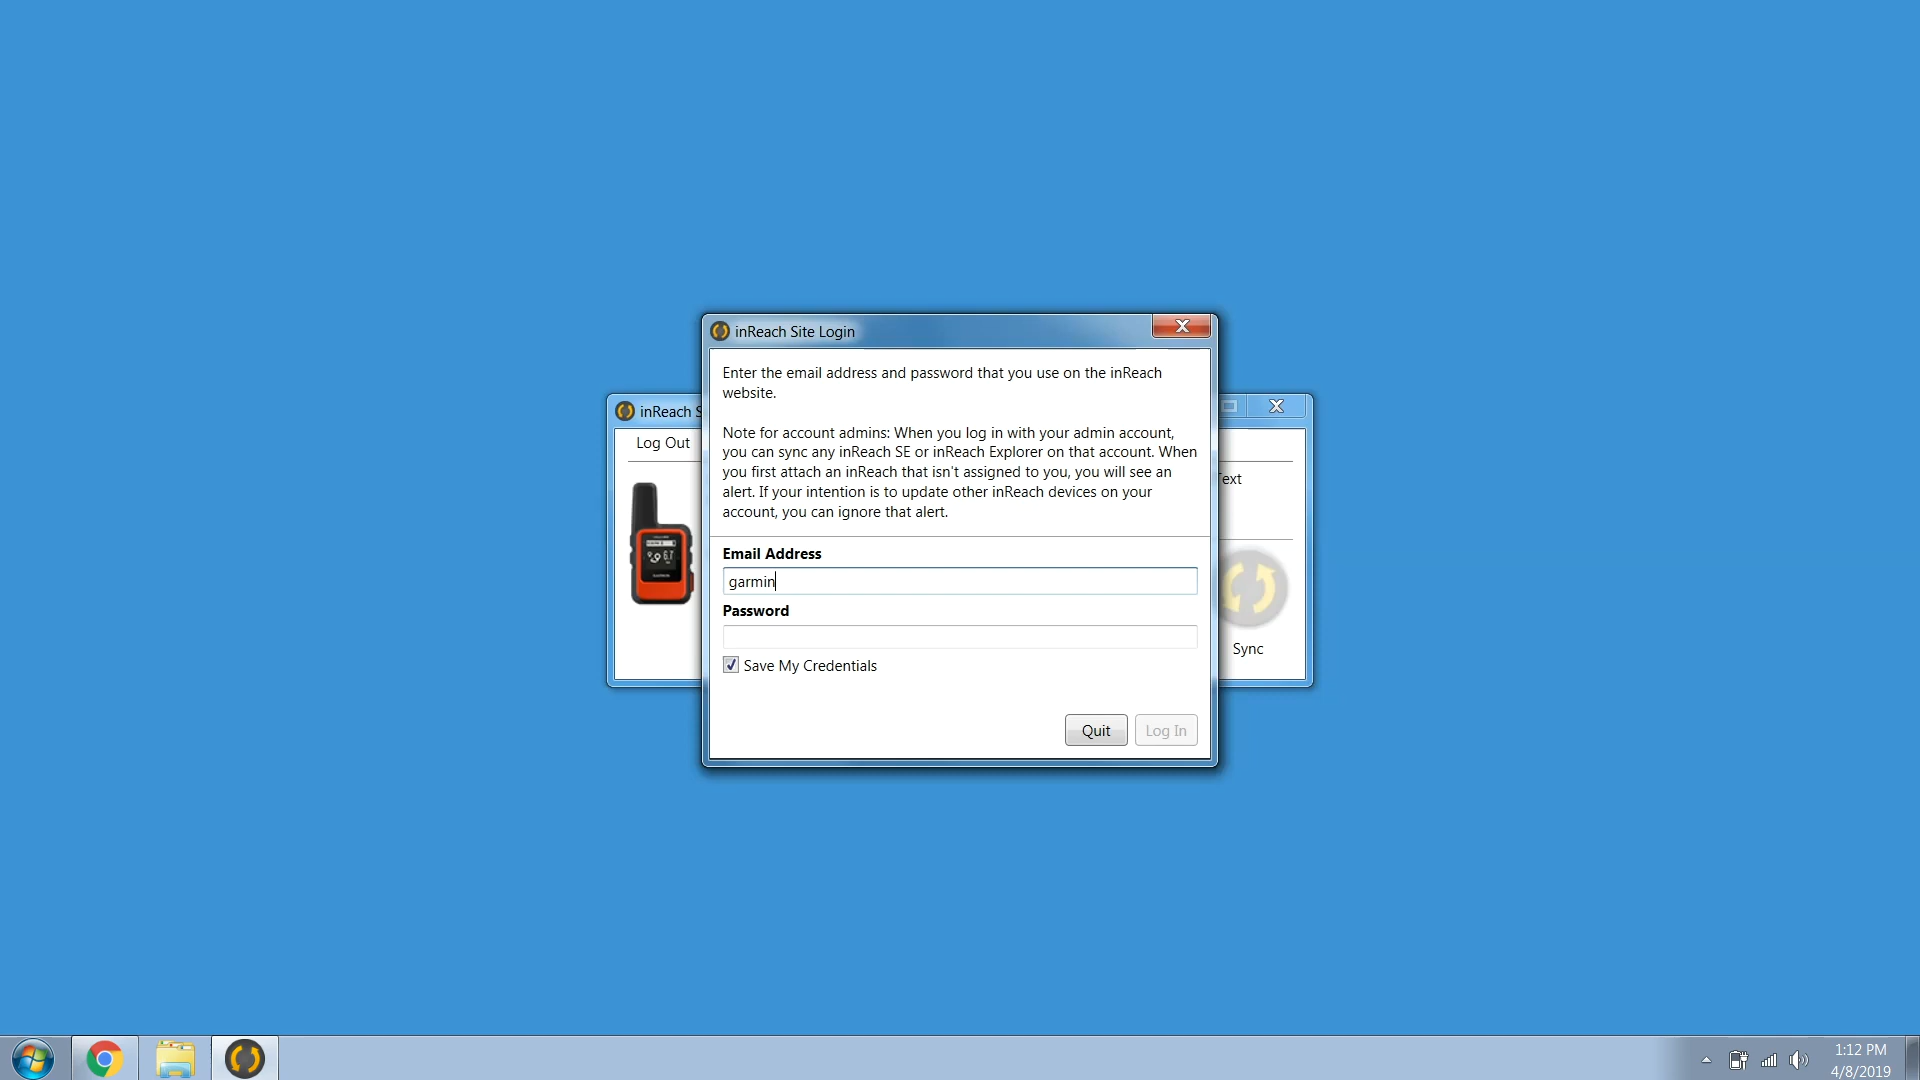 inReach Site Login
Enter the email address and password that you use on the inReach
website.
Note for account admins: When you log in with your admin account,
you can sync any inReach SE or inReach Explorer on that account. When
you first attach an inReach that isn't assigned to you, you will see an
alert. If your intention is to update other inReach devices on your
account, you can ignore that alert.
Email Address
garmin
Password
Save My Credentials
Quit Log In
inReach S
Log Out
Text
Sync
1:12 PM
4/8/2019